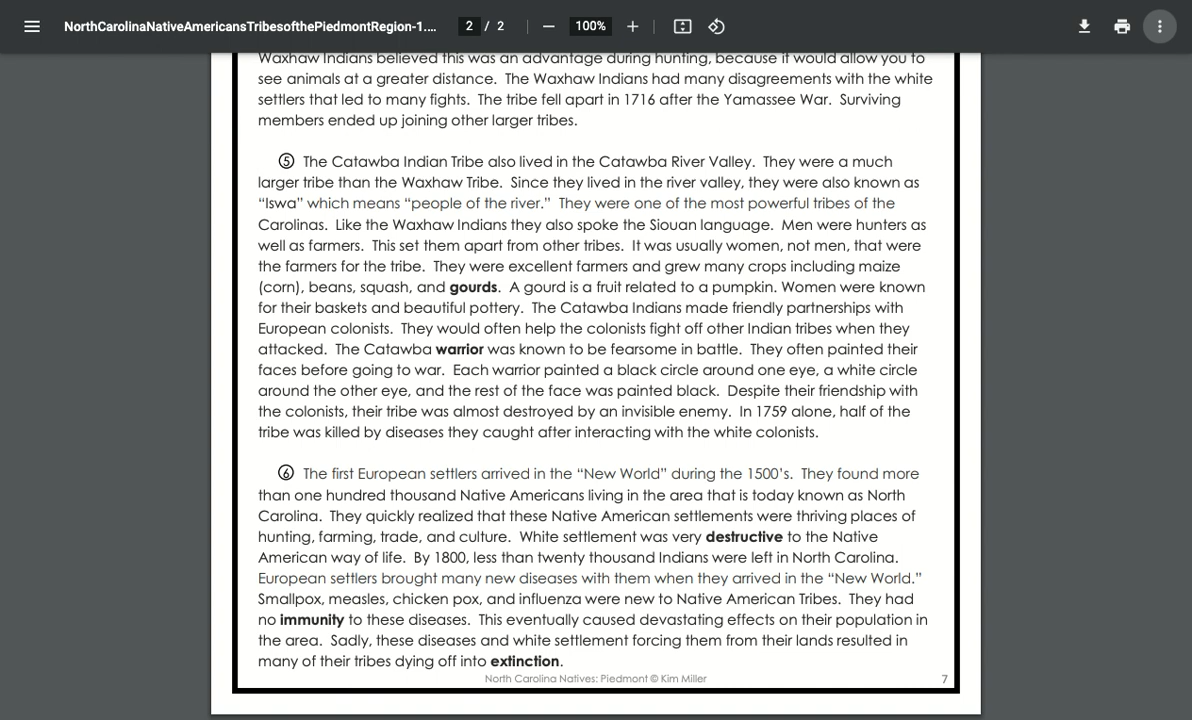 NorthCarolinaNativeAmericansTribesofthePiedmontRegion-1....
2 / 2
100%
Waxhaw Indians believed this was an advantage during hunting, because it would allow you to
see animals at a greater distance. The Waxhaw Indians had many disagreements with the white
settlers that led to many fights. The tribe fell apart in 1716 after the Yamassee War. Surviving
members ended up joining other larger tribes.
⑤ The Catawba Indian Tribe also lived in the Catawba River Valley. They were a much
larger tribe than the Waxhaw Tribe. Since they lived in the river valley, they were also known as
“Iswa” which means “people of the river.” They were one of the most powerful tribes of the
Carolinas. Like the Waxhaw Indians they also spoke the Siouan language. Men were hunters as
well as farmers. This set them apart from other tribes. It was usually women, not men, that were
the farmers for the tribe. They were excellent farmers and grew many crops including maize
(corn), beans, squash, and gourds. A gourd is a fruit related to a pumpkin. Women were known
for their baskets and beautiful pottery. The Catawba Indians made friendly partnerships with
European colonists. They would often help the colonists fight off other Indian tribes when they
attacked. The Catawba warrior was known to be fearsome in battle. They often painted their
faces before going to war. Each warrior painted a black circle around one eye, a white circle
around the other eye, and the rest of the face was painted black. Despite their friendship with
the colonists, their tribe was almost destroyed by an invisible enemy. In 1759 alone, half of the
tribe was killed by diseases they caught after interacting with the white colonists.
⑥ The first European settlers arrived in the “New World” during the 1500’s. They found more
than one hundred thousand Native Americans living in the area that is today known as North
Carolina. They quickly realized that these Native American settlements were thriving places of
hunting, farming, trade, and culture. White settlement was very destructive to the Native
American way of life. By 1800, less than twenty thousand Indians were left in North Carolina.
European settlers brought many new diseases with them when they arrived in the “New World.”
Smallpox, measles, chicken pox, and influenza were new to Native American Tribes. They had
no immunity to these diseases. This eventually caused devastating effects on their population in
the area. Sadly, these diseases and white settlement forcing them from their lands resulted in
many of their tribes dying off into extinction.
North Carolina Natives: Piedmont © Kim Miller 7